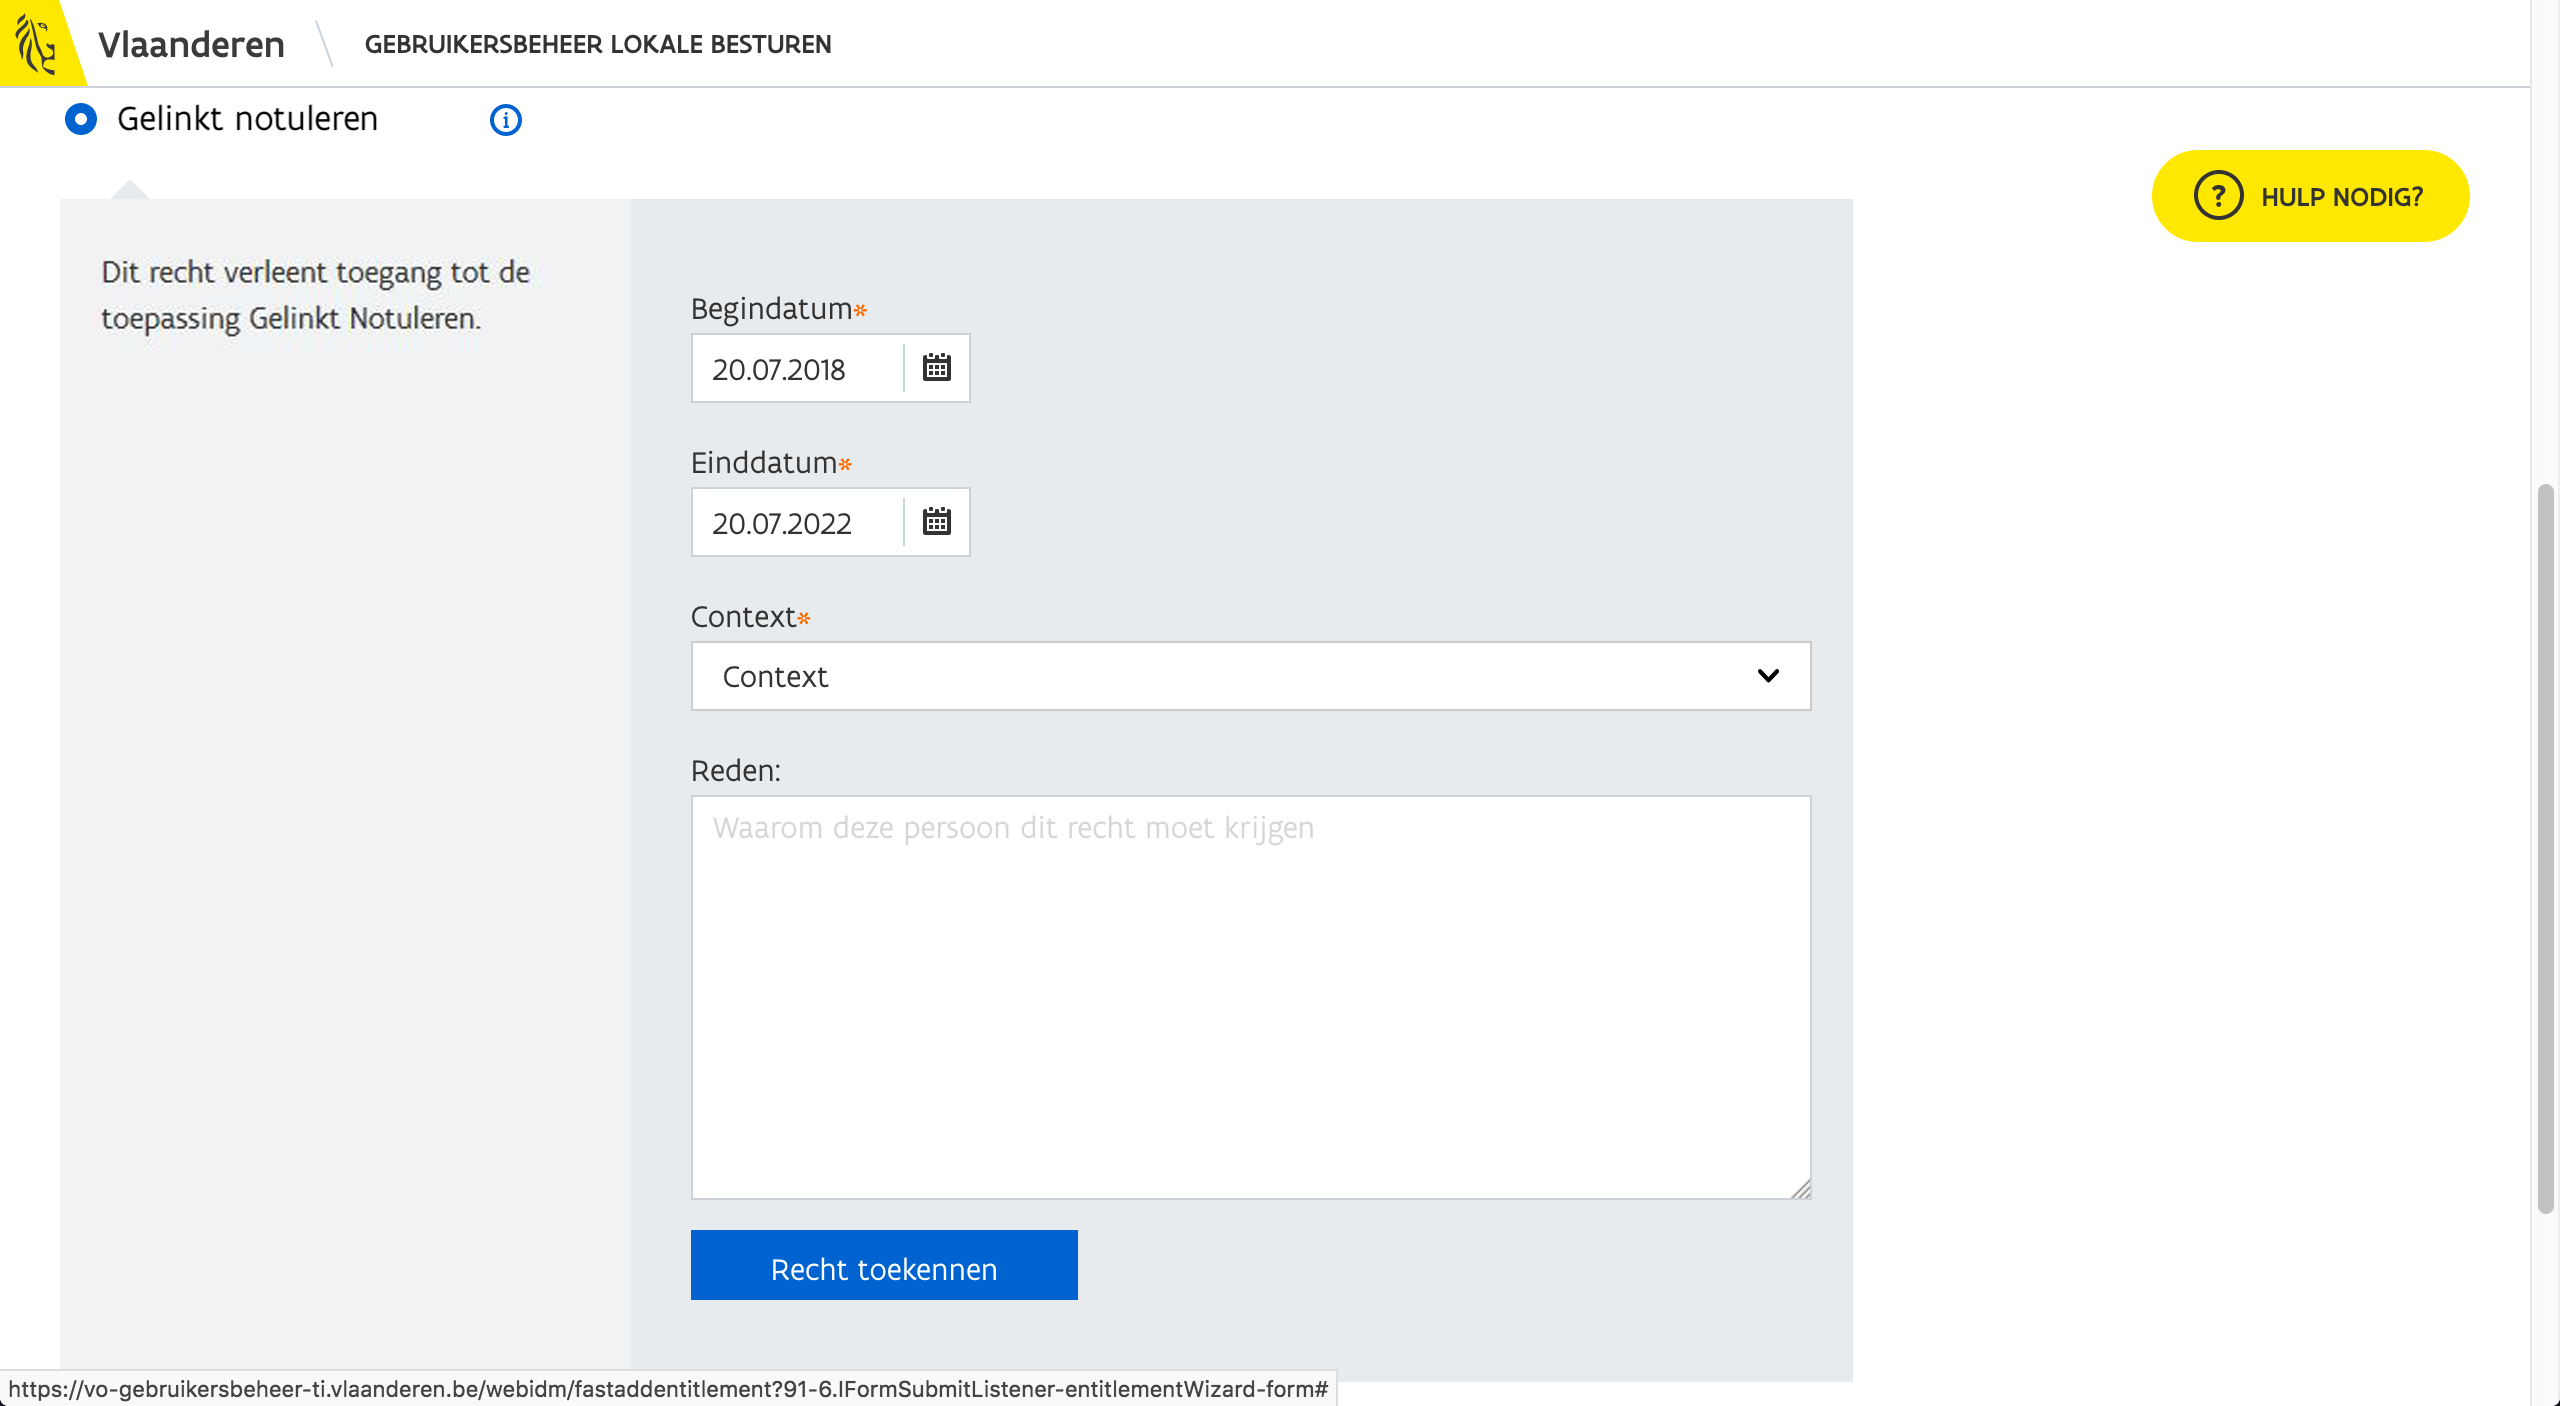 Vlaanderen
GEBRUIKERSBEHEER LOKALE BESTUREN
Gelinkt notuleren
i
? HULP NODIG?
Dit recht verleent toegang tot de
toepassing Gelinkt Notuleren.
Begindatum*
20.07.2018
Einddatum*
20.07.2022
Context*
Context
Reden:
Waarom deze persoon dit recht moet krijgen
Recht toekennen
https://vo-gebruikersbeheer-ti.vlaanderen.be/webidm/fastaddentitlement?91-6.IFormSubmitListener-entitlementWizard-form#